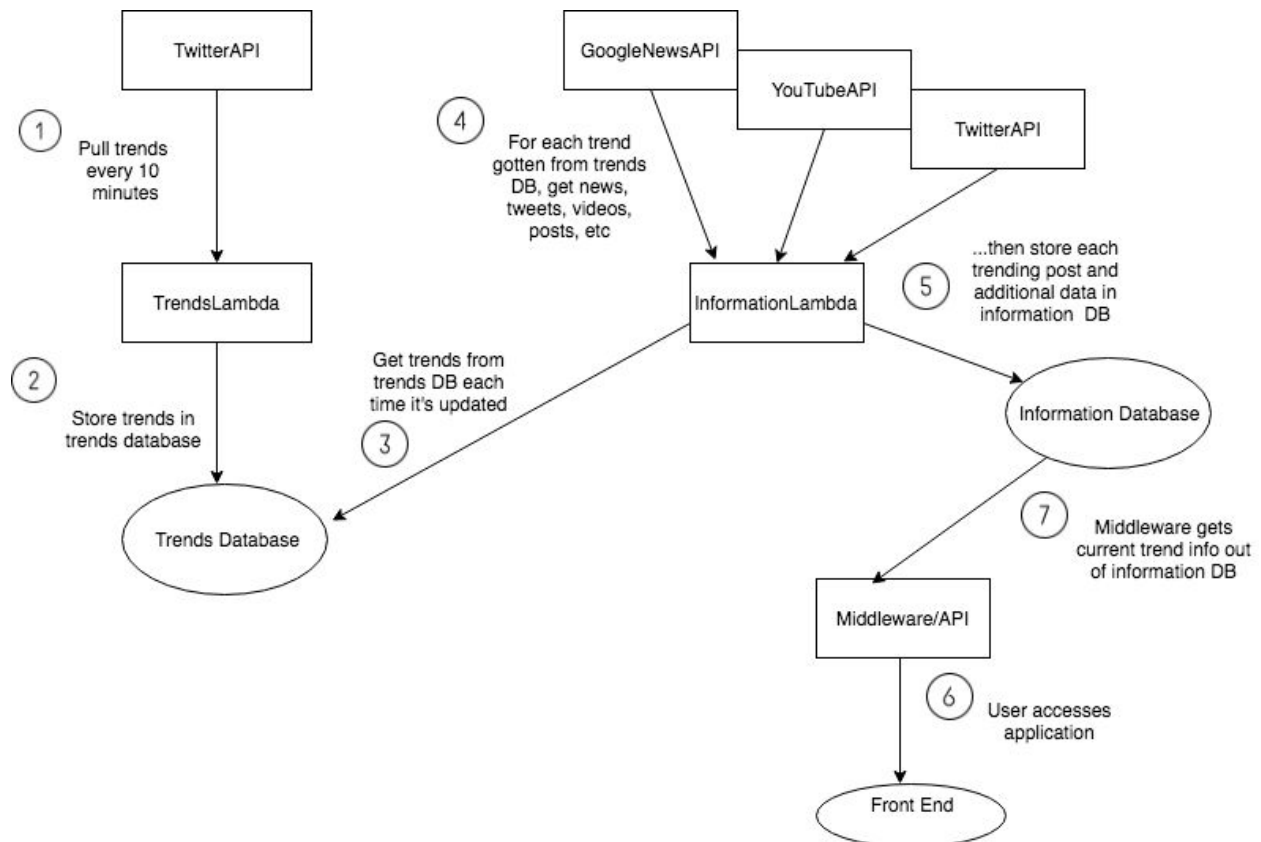 TwitterAPI
1
Pull trends
every 10
minutes
TrendsLambda
2
Store trends in
trends database
Trends Database
Get trends from
trends DB each
time it's updated
3
GoogleNewsAPI
YouTubeAPI
TwitterAPI
4
For each trend
gotten from trends
DB, get news,
tweets, videos,
posts, etc
InformationLambda
5
...then store each
trending post and
additional data in
information DB
Information Database
7
Middleware gets
current trend info out
of information DB
Middleware/API
6
User accesses
application
Front End